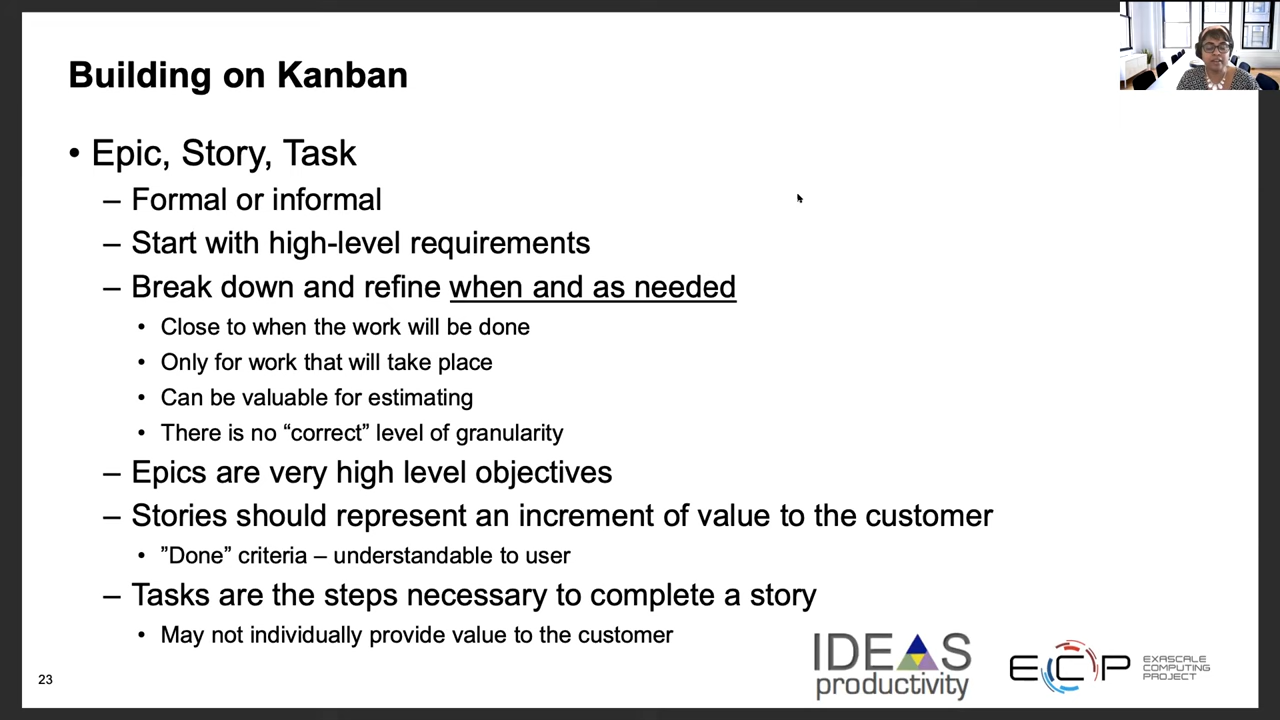 Building on Kanban
• Epic, Story, Task
– Formal or informal
– Start with high-level requirements
– Break down and refine when and as needed
• Close to when the work will be done
• Only for work that will take place
• Can be valuable for estimating
• There is no “correct” level of granularity
– Epics are very high level objectives
– Stories should represent an increment of value to the customer
• ”Done” criteria – understandable to user
– Tasks are the steps necessary to complete a story
• May not individually provide value to the customer
23
IDEAS
productivity
ECP
EXASCALE
COMPUTING
PROJECT